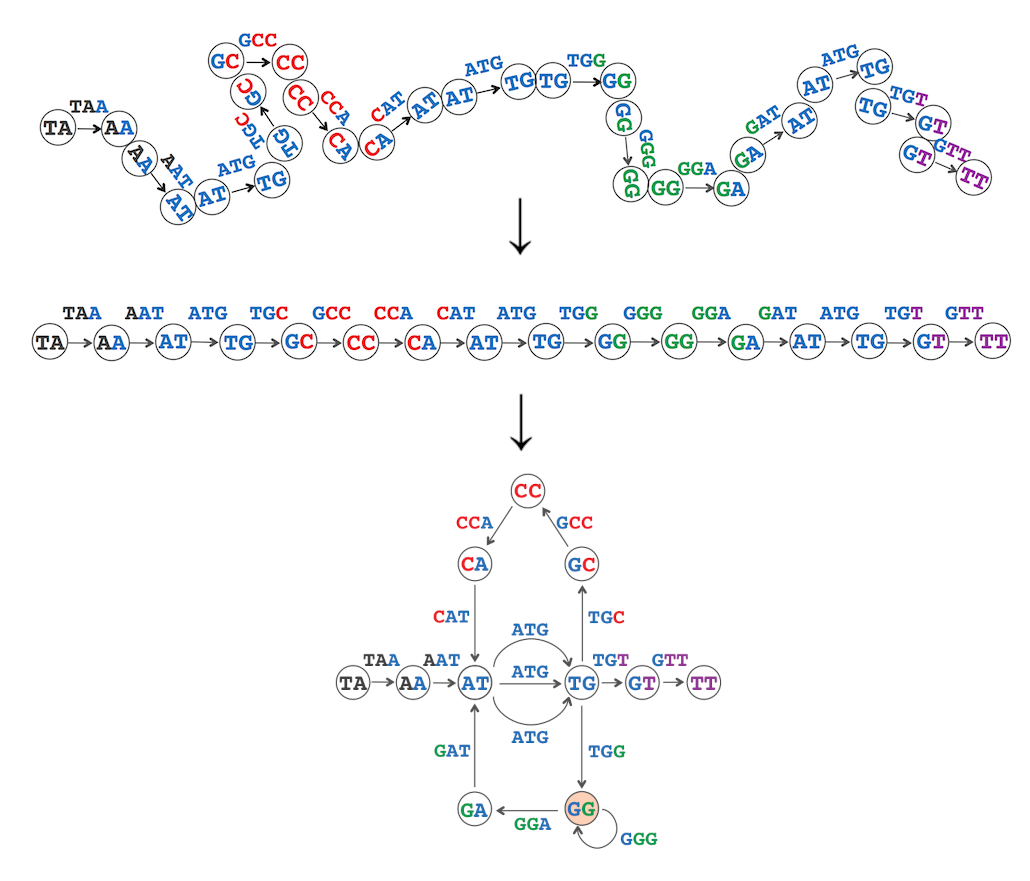 TAA
TA AA
AA AAT AT
AT ATG TG
TG TGC GC
GC GCC CC
CC CCA CA
CA CAT AT
AT ATG TG
TG TGG GG
GG GGG GG
GG GGA GA
GA GAT AT
AT ATG TG
TG TGT GT
GT GTT TT
TAA AAT ATG TGC GCC CCA CAT ATG TGG GGG GGA GAT ATG TGT GTT
TA AA AT TG GC CC CA AT TG GG GG GA AT TG GT TT
CC
CCA GCC
CA GC
CAT TGC
ATG
TAA AAT ATG TGT GTT
TA AA AT TG GT TT
ATG
GAT TGG
GA GG
GGA
GGG